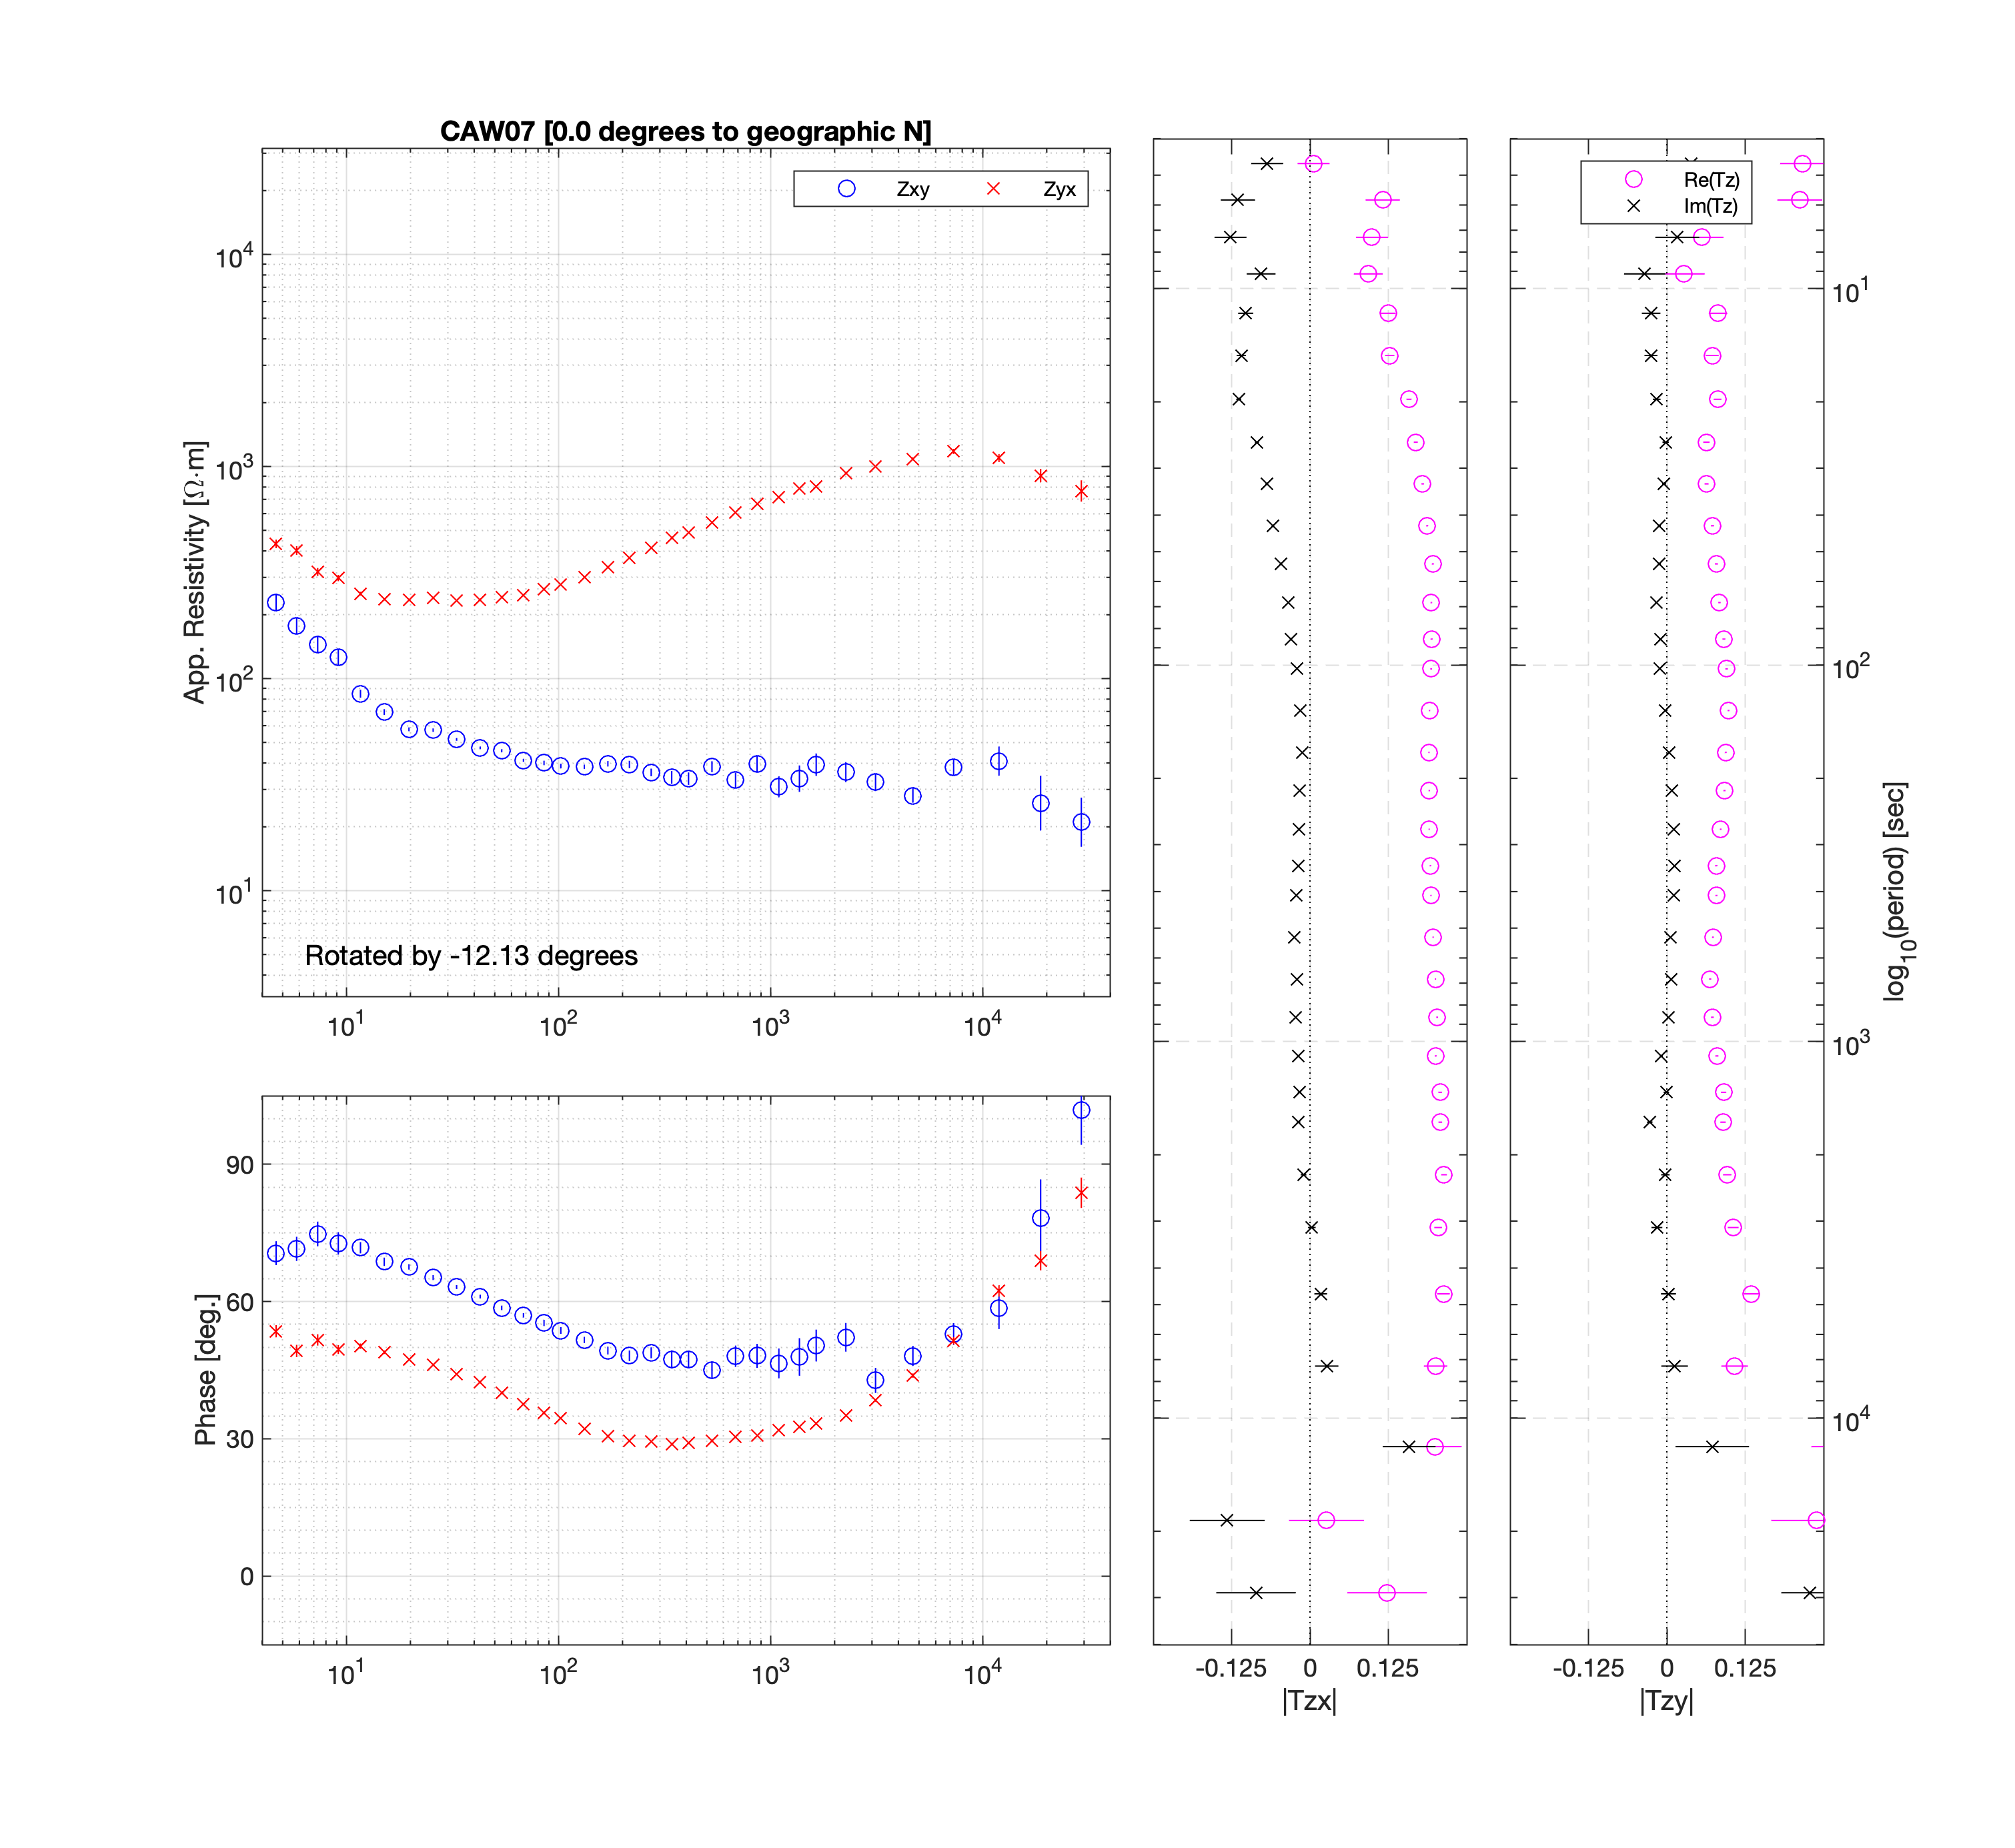 CAW07 [0.0 degrees to geographic N]
Zxy Zyx
App. Resistivity [Ω·m]
10^4
10^3
10^2
10^1
Rotated by -12.13 degrees
10^1 10^2 10^3 10^4
Phase [deg.]
90
60
30
0
10^1 10^2 10^3 10^4
-0.125 0 0.125
|Tzx|
Re(Tz)
Im(Tz)
-0.125 0 0.125
|Tzy|
10^1
10^2
10^3
10^4
log_10(period) [sec]